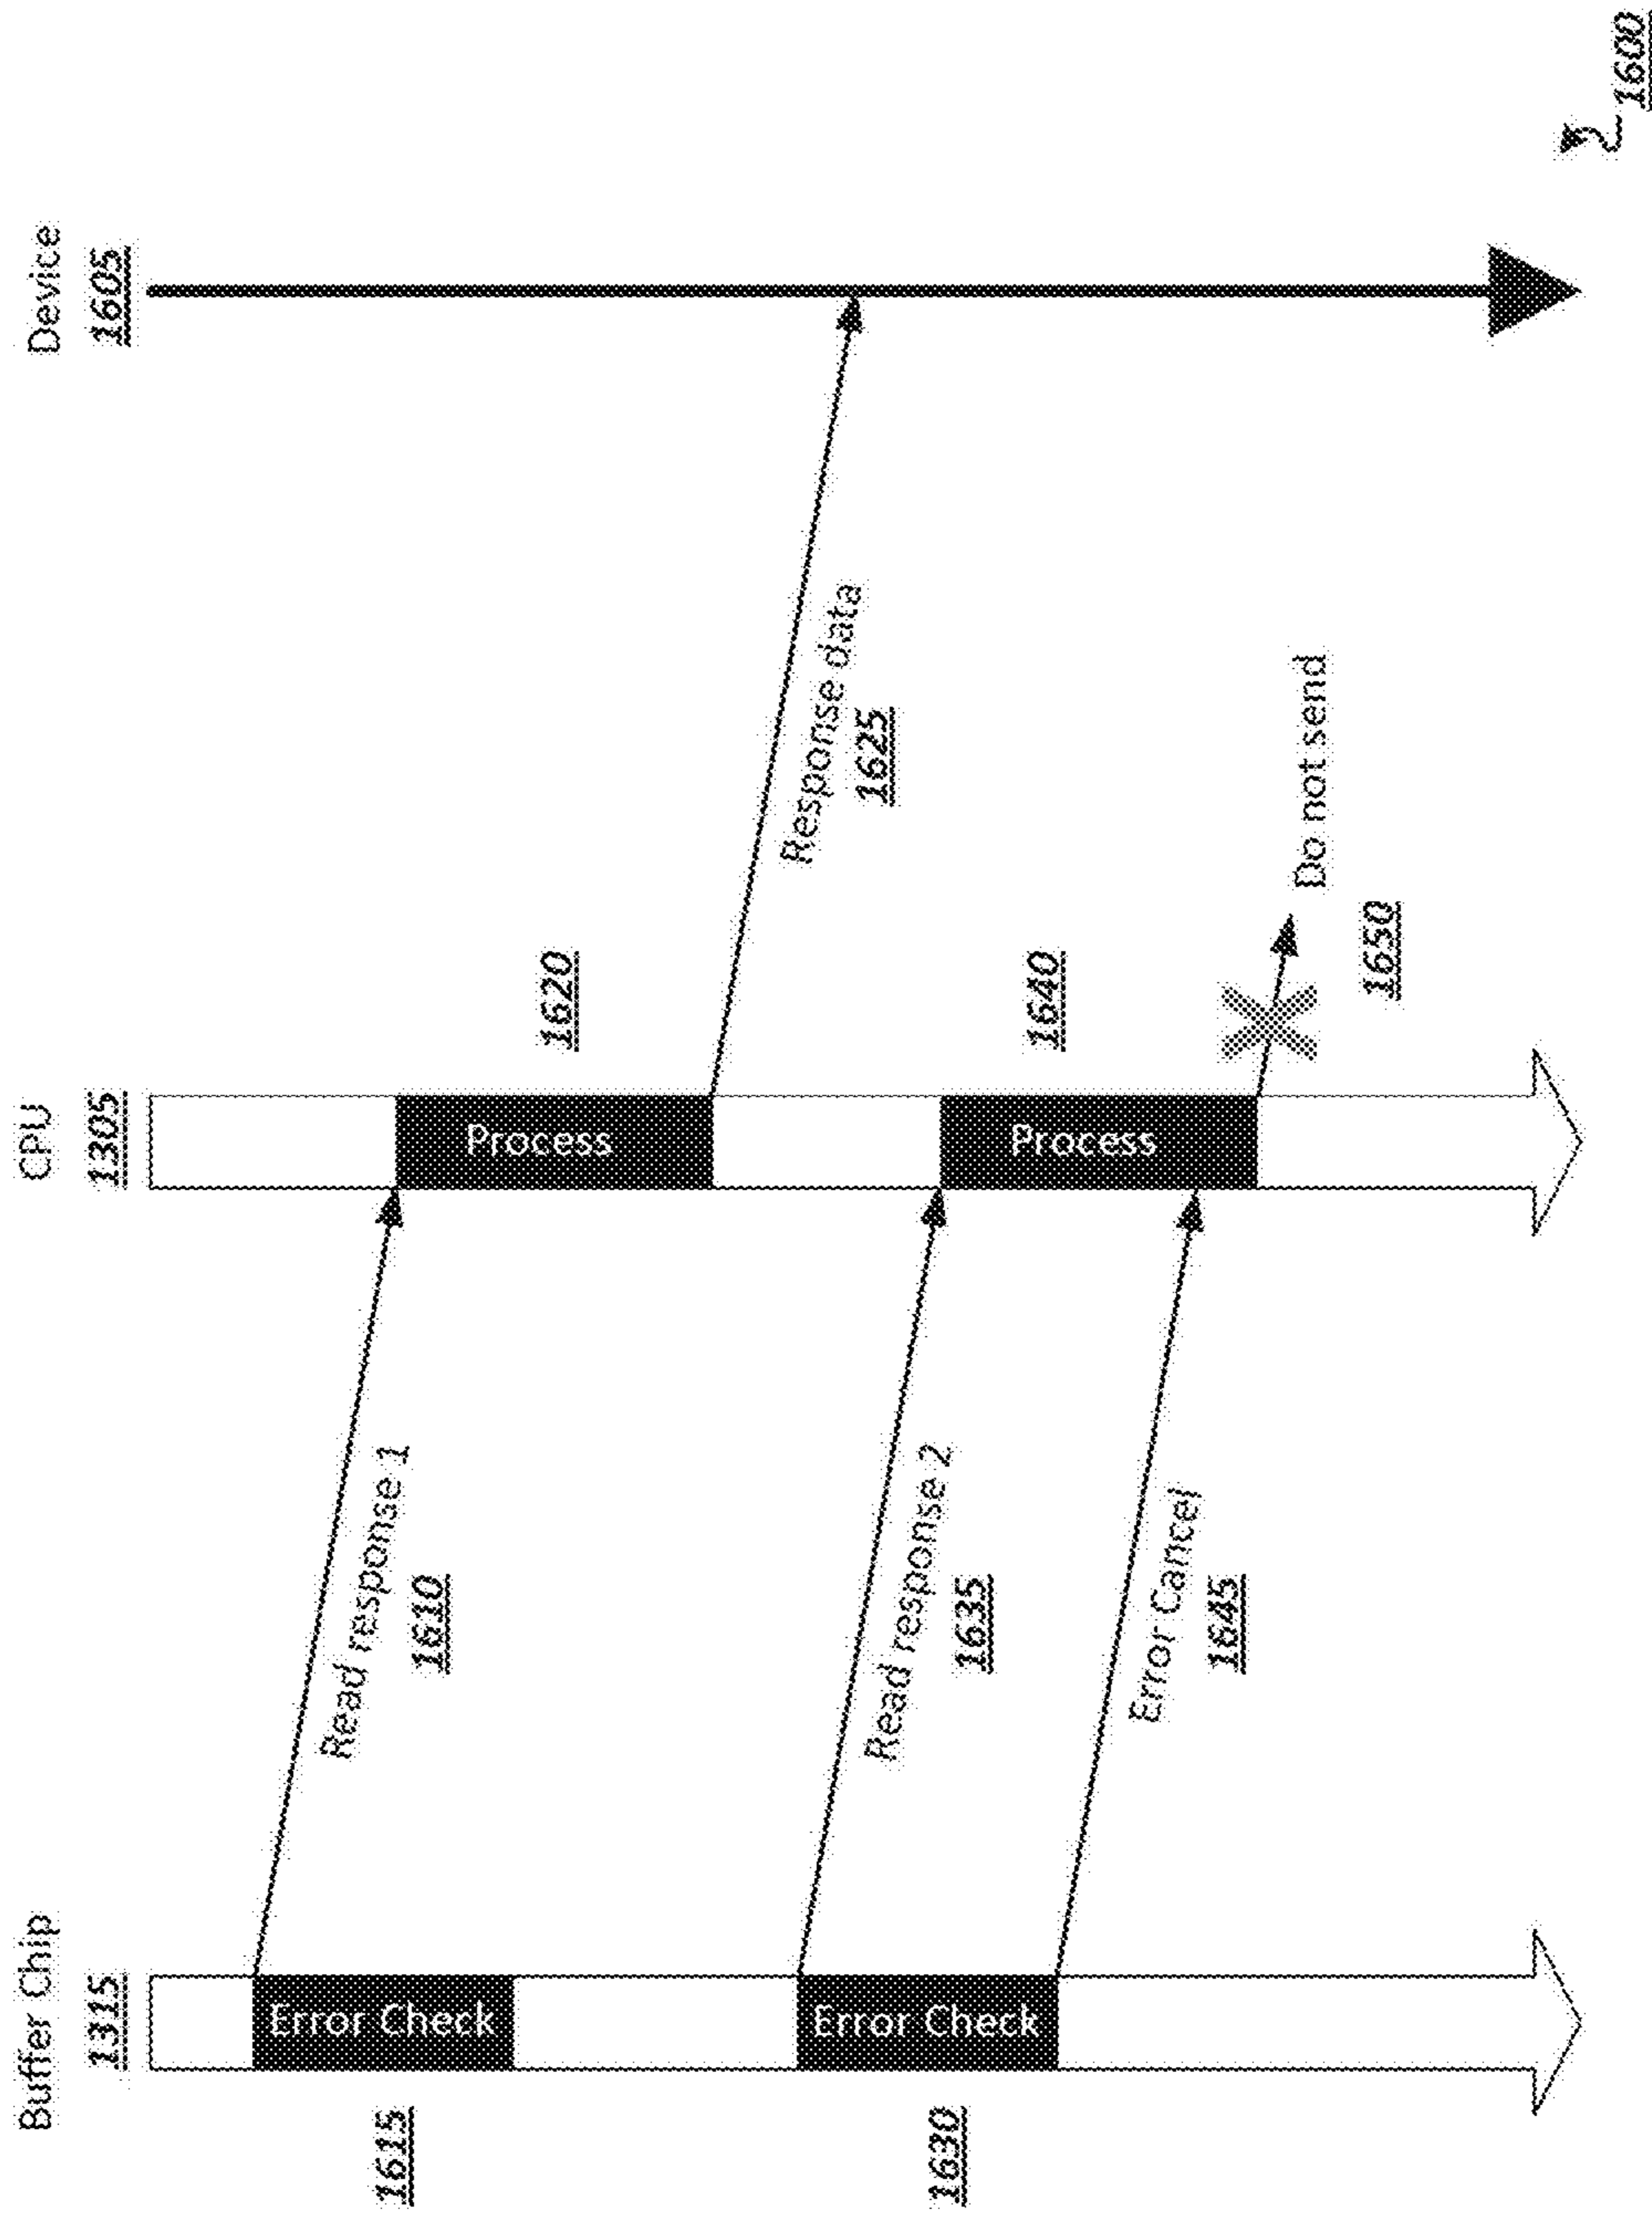 Buffer Chip
1315
CPU
1305
Device
1605
1615
Error Check
Read response 1
1610
Process
1620
Response data
1625
1630
Error Check
Read response 2
1635
Process
1640
Error Cancel
1645
Do not send
1650
1600